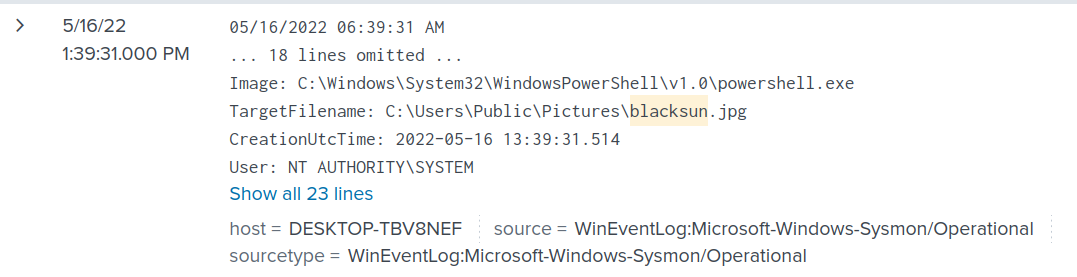 5/16/22
1:39:31.000 PM
05/16/2022 06:39:31 AM
... 18 lines omitted ...
Image: C:\Windows\System32\WindowsPowerShell\v1.0\powershell.exe
TargetFilename: C:\Users\Public\Pictures\blacksun.jpg
CreationUtcTime: 2022-05-16 13:39:31.514
User: NT AUTHORITY\SYSTEM
Show all 23 lines
host = DESKTOP-TBV8NEF source = WinEventLog:Microsoft-Windows-Sysmon/Operational
sourcetype = WinEventLog:Microsoft-Windows-Sysmon/Operational